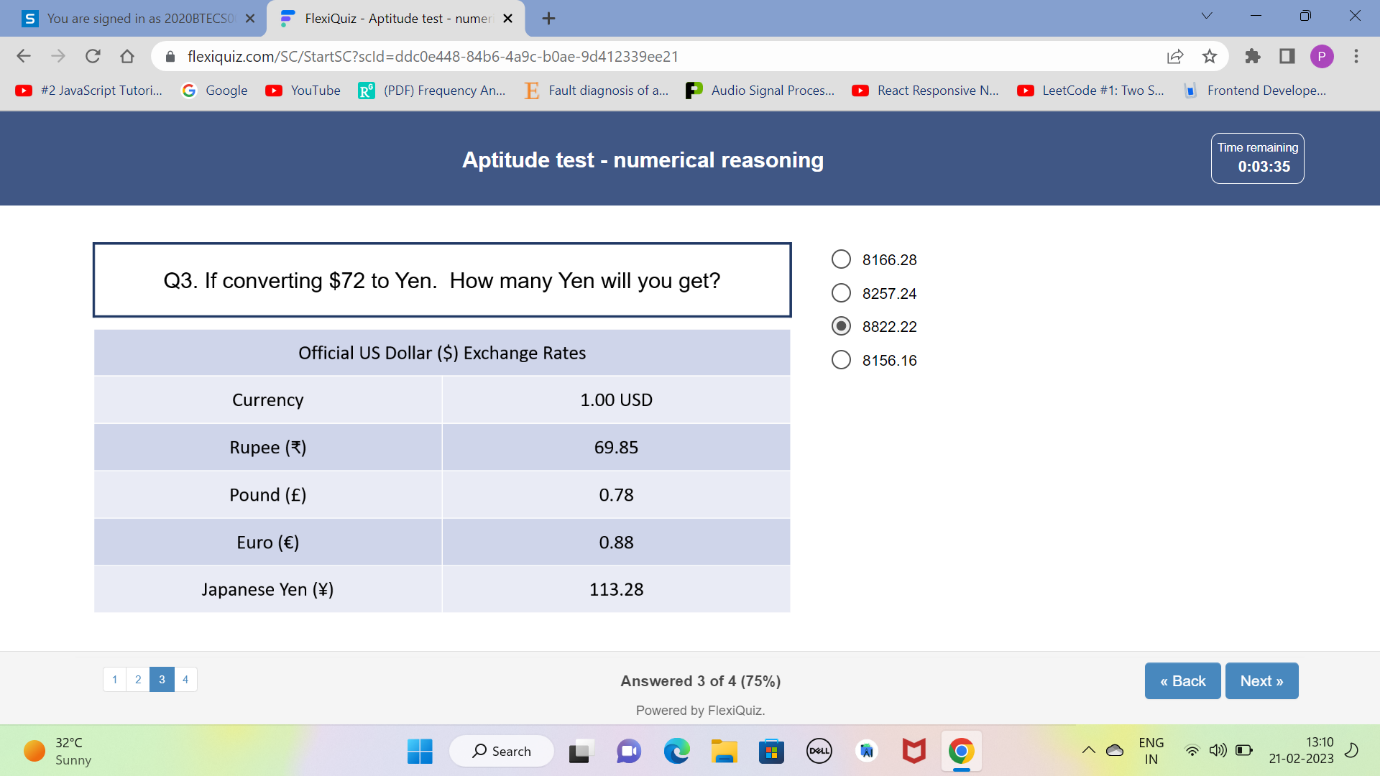 You are signed in as 2020BTECS0
FlexiQuiz - Aptitude test - numer
flexiquiz.com/SC/StartSC?scId=ddc0e448-84b6-4a9c-b0ae-9d412339ee21
P
#2 JavaScript Tutori...
Google
YouTube
(PDF) Frequency An...
Fault diagnosis of a...
Audio Signal Proces...
React Responsive N...
LeetCode #1: Two S...
Frontend Develope...
Aptitude test - numerical reasoning
Time remaining
0:03:35
Q3. If converting $72 to Yen. How many Yen will you get?
8166.28
8257.24
8822.22
8156.16
Official US Dollar ($) Exchange Rates
Currency 1.00 USD
Rupee (₹) 69.85
Pound (£) 0.78
Euro (€) 0.88
Japanese Yen (¥) 113.28
1 2 3 4
Answered 3 of 4 (75%)
« Back
Next »
Powered by FlexiQuiz.
32°C
Sunny
Search
DELL
ENG
IN
13:10
21-02-2023